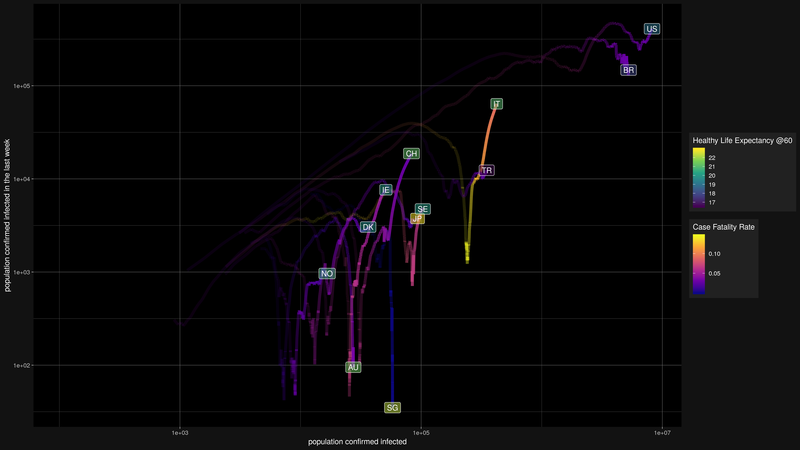 US
BR
IT
CH
TR
IE
SE
JP
DK
NO
AU
SG
1e+05
1e+04
1e+03
1e+02
population confirmed infected in the last week
1e+03
1e+05
1e+07
population confirmed infected
Healthy Life Expectancy @60
22
21
20
19
18
17
Case Fatality Rate
0.10
0.05